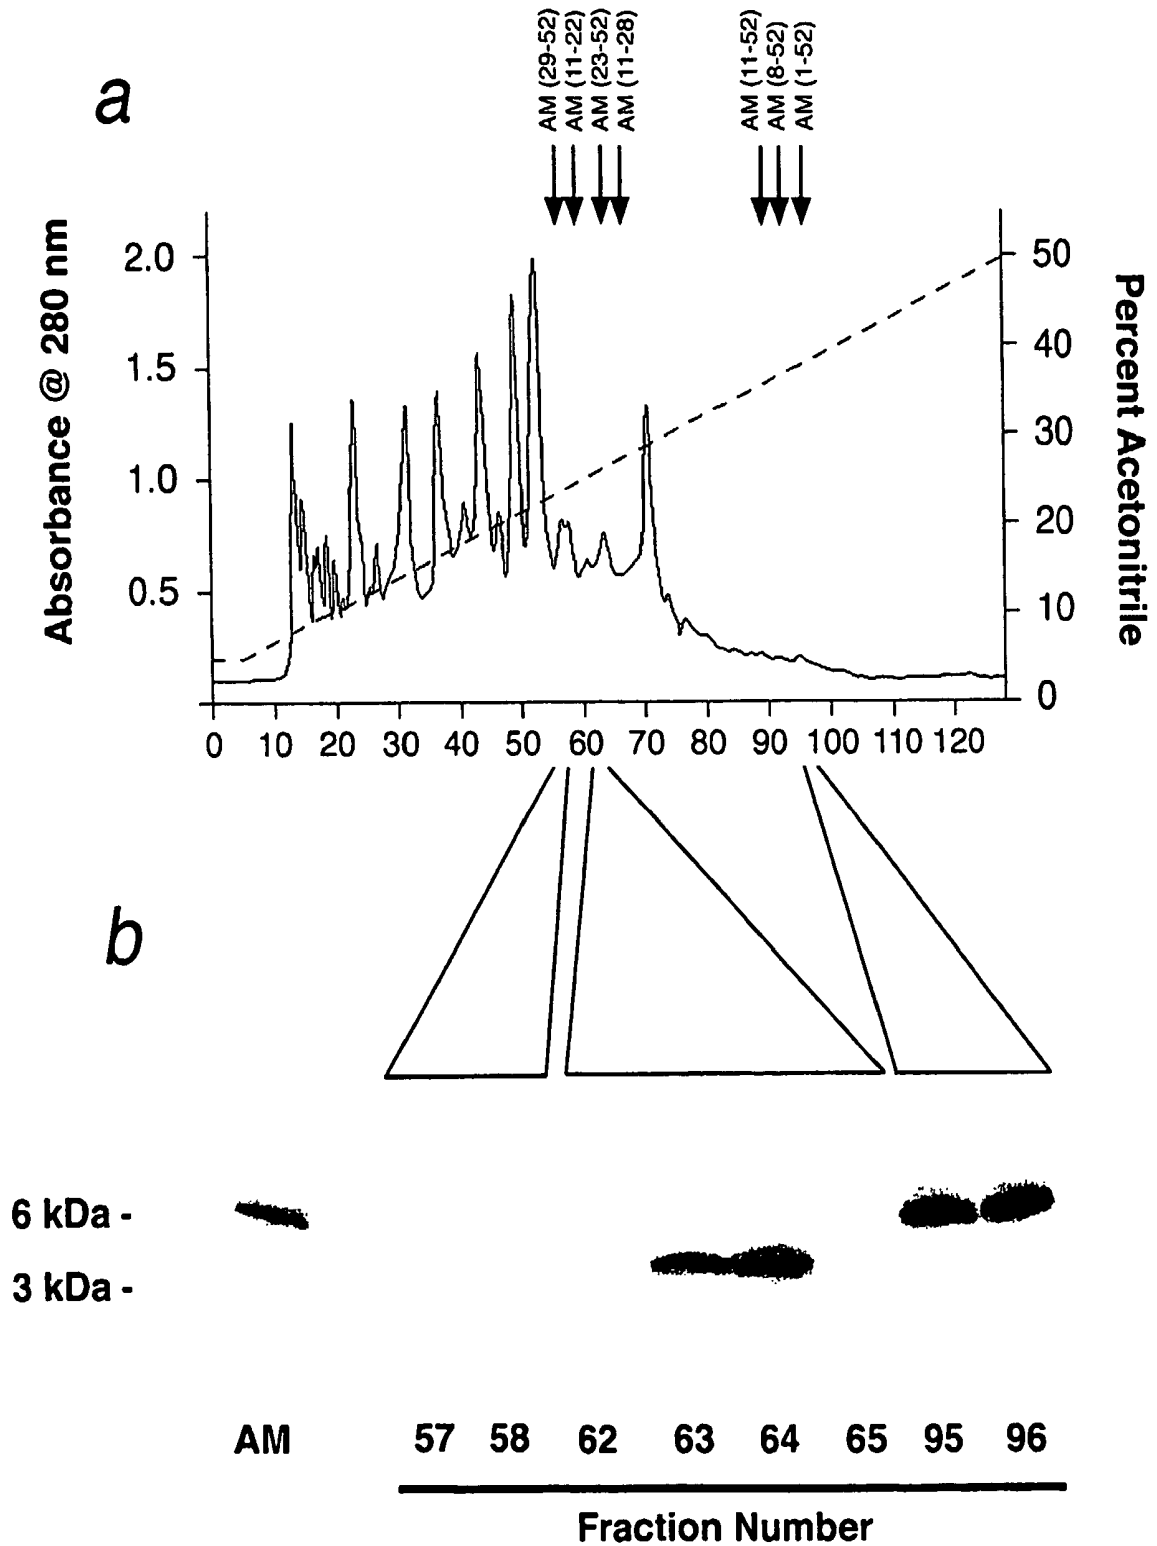 a
AM (29-52)
AM (11-22)
AM (23-52)
AM (11-28)
AM (11-52)
AM (8-52)
AM (1-52)
Absorbance @ 280 nm
2.0
1.5
1.0
0.5
50
40
30
20
10
0
Percent Acetonitrile
0 10 20 30 40 50 60 70 80 90 100 110 120
b
6 kDa -
3 kDa -
AM 57 58 62 63 64 65 95 96
Fraction Number